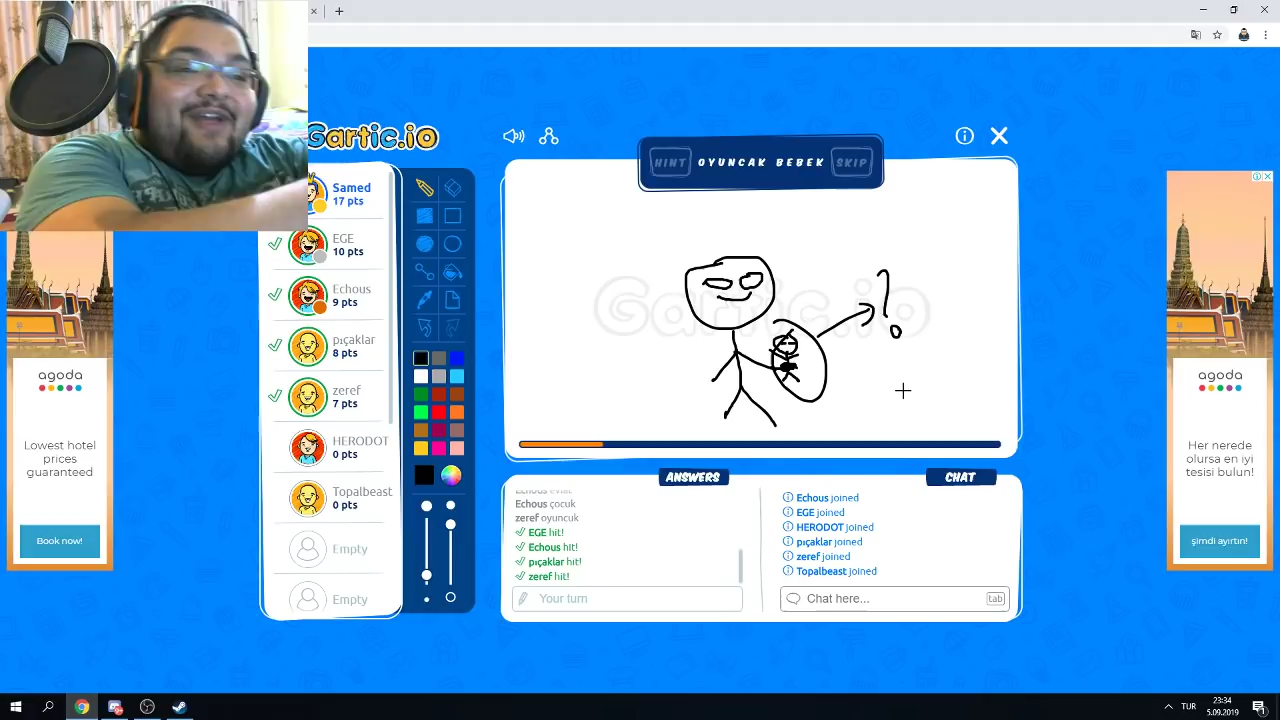 Gartic.io
HINT OYUNCAK BEBEK SKIP
Samed
17 pts
EGE
10 pts
Echous
9 pts
pıçaklar
8 pts
zeref
7 pts
HERODOT
0 pts
Topalbeast
0 pts
Empty
Empty
Gartic.io
?
ANSWERS
Echous evlat
Echous çocuk
zeref oyuncuk
EGE hit!
Echous hit!
pıçaklar hit!
zeref hit!
Your turn
CHAT
Echous joined
EGE joined
HERODOT joined
pıçaklar joined
zeref joined
Topalbeast joined
Chat here...
tab
agoda
Lowest hotel
prices
guaranteed
Book now!
agoda
Her nerede
olursa en iyi
tesisi bulun!
şimdi ayırtın!
TUR
23:34
5.09.2019